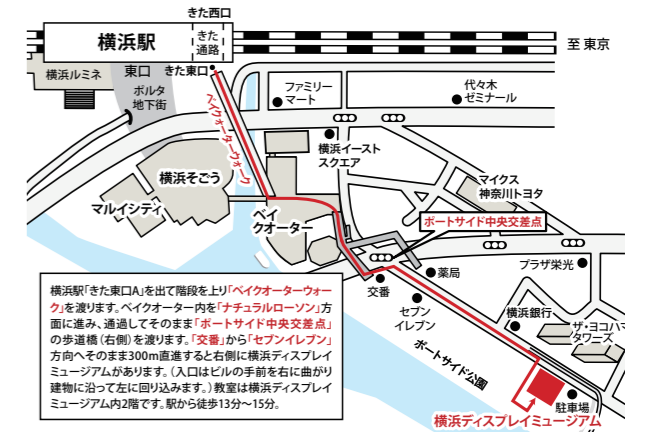 きた西口
横浜駅
きた
通路
至 東京
横浜ルミネ
東口
きた東口
ポルタ
地下街
ファミリー
マート
代々木
ゼミナール
ベイクォーターウォーク
横浜イースト
スクエア
横浜そごう
マイクス
神奈川トヨタ
マルイシティ
ベイ
クオーター
ポートサイド中央交差点
プラザ栄光
薬局
交番
セブン
イレブン
横浜銀行
ザ・ヨコハマ
タワーズ
ポートサイド公園
駐車場
横浜ディスプレイミュージアム
横浜駅「きた東口A」を出て階段を上り「ベイクオーターウォー
ク」を渡ります。ベイクオーター内を「ナチュラルローソン」方
面に進み、通過してそのまま「ポートサイド中央交差点」
の歩道橋（右側）を渡ります。「交番」から「セブンイレブン」
方向へそのまま300m直進すると右側に横浜ディスプレイ
ミュージアムがあります。（入口はビルの手前を右に曲がり
建物に沿って左に回り込みます。）教室は横浜ディスプレイ
ミュージアム内2階です。駅から徒歩13分〜15分。